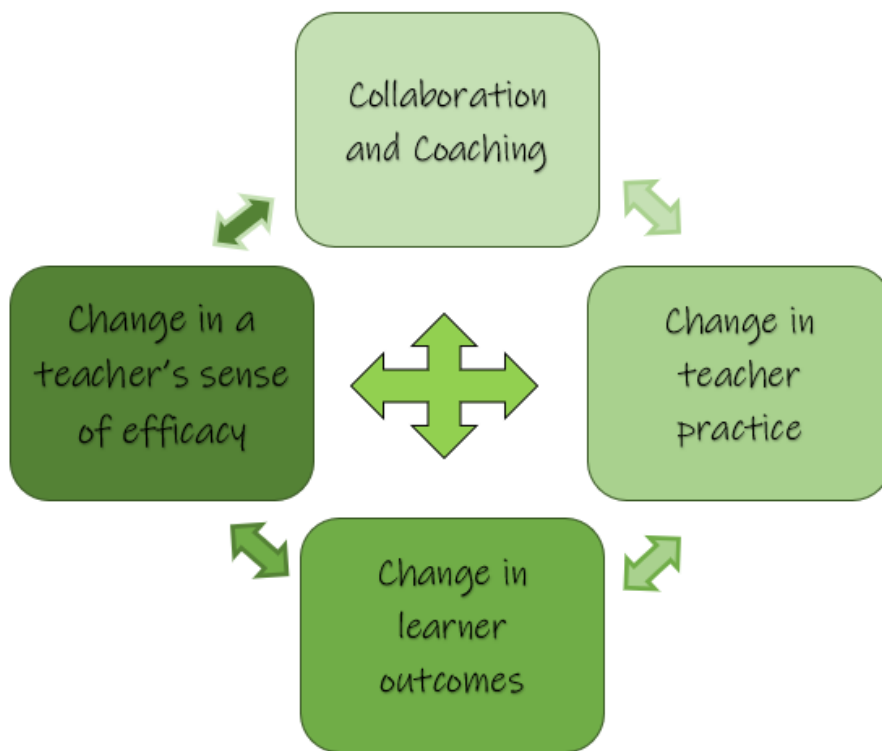 Collaboration
and Coaching
Change in a
teacher's sense
of efficacy
Change in
teacher
practice
Change in
learner
outcomes